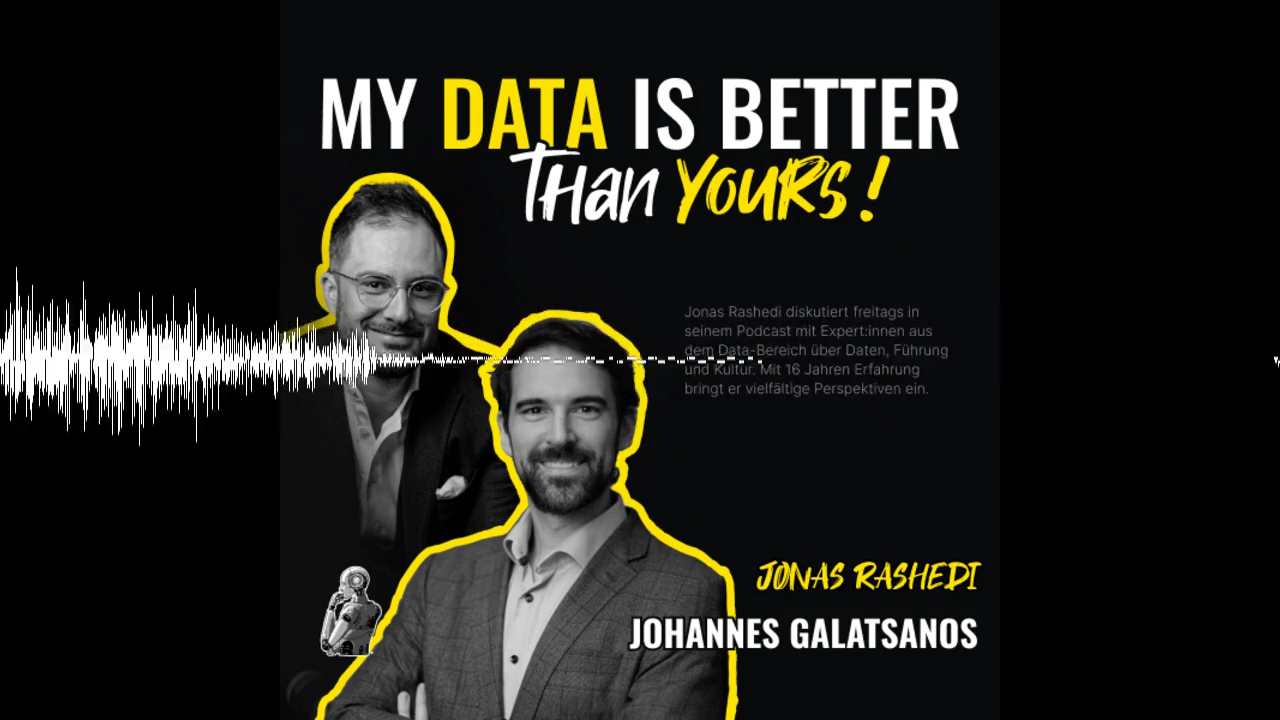 MY DATA IS BETTER
THan YOURS!
Jonas Rashedi diskutiert freitags in
seinem Podcast mit Expert:innen aus
dem Data-Bereich über Daten, Führung
und Kultur. Mit 16 Jahren Erfahrung
bringt er vielfältige Perspektiven ein.
JONAS RASHEDI
JOHANNES GALATSANOS